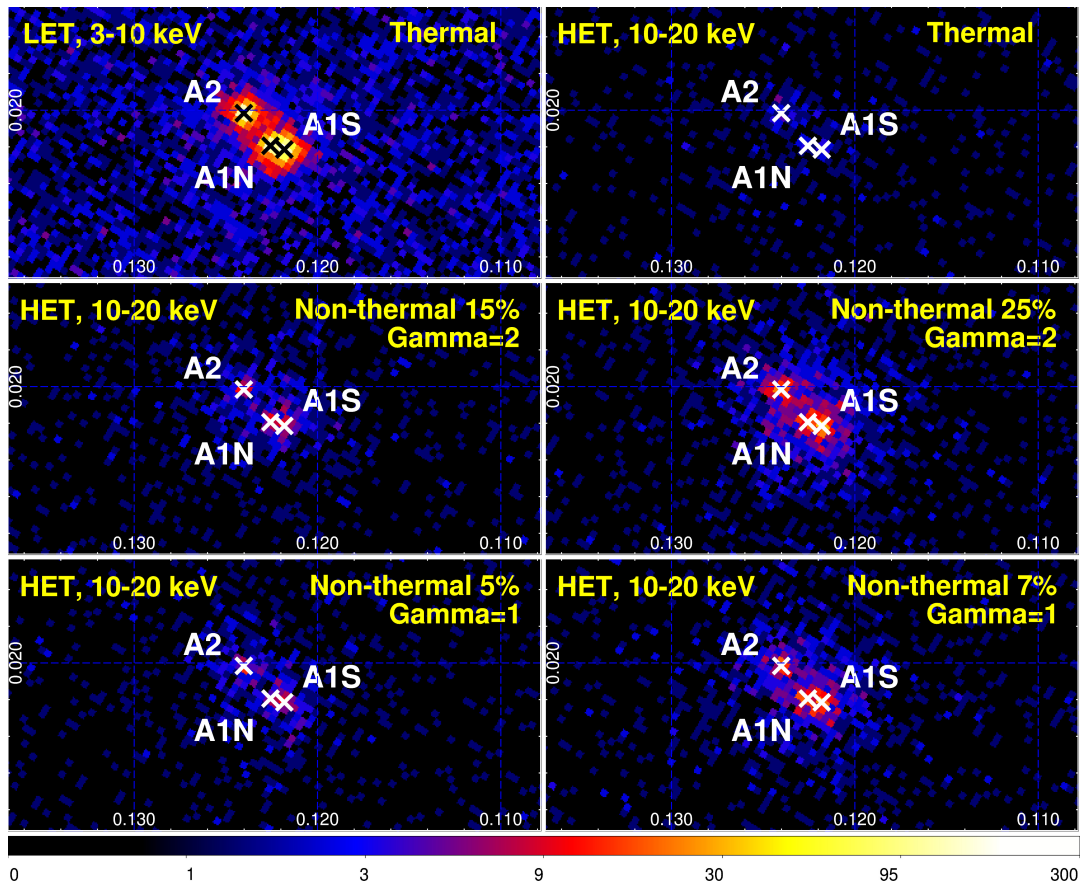 LET, 3-10 keV Thermal
A2
A1S
A1N
0.020
0.130 0.120 0.110
HET, 10-20 keV Thermal
A2
A1S
A1N
0.020
0.130 0.120 0.110
HET, 10-20 keV Non-thermal 15%
Gamma=2
A2
A1S
A1N
0.020
0.130 0.120 0.110
HET, 10-20 keV Non-thermal 25%
Gamma=2
A2
A1S
A1N
0.020
0.130 0.120 0.110
HET, 10-20 keV Non-thermal 5%
Gamma=1
A2
A1S
A1N
0.020
0.130 0.120 0.110
HET, 10-20 keV Non-thermal 7%
Gamma=1
A2
A1S
A1N
0.020
0.130 0.120 0.110
0 1 3 9 30 95 300